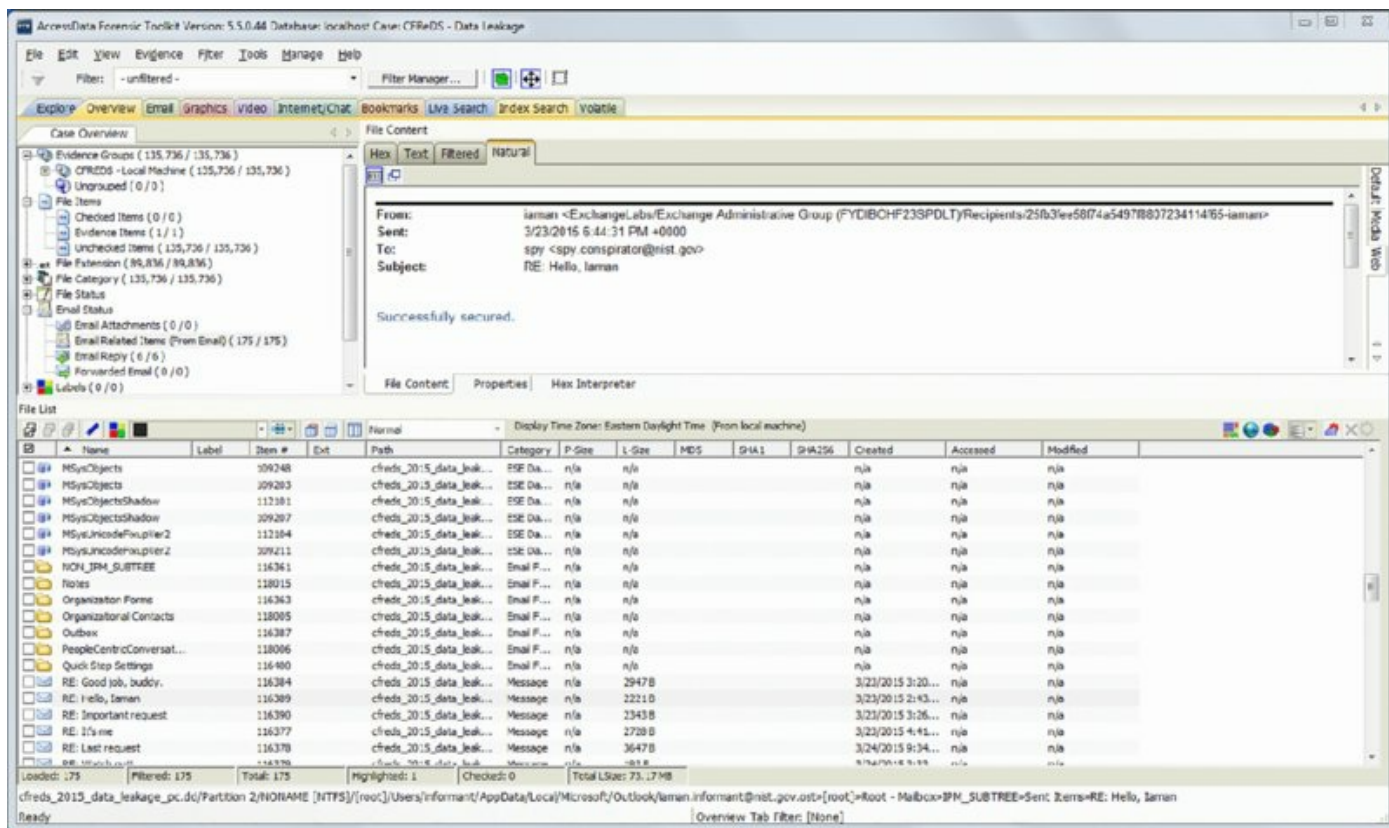 AccessData Forensic Toolkit Version: 5.5.0.44 Database: localhost Case: CFReDS - Data Leakage
File Edit View Evidence Filter Tools Manage Help
Filter: - unfiltered - Filter Manager...
Explore Overview Email Graphics Video Internet/Chat Bookmarks Live Search Index Search Volatile
Case Overview
Evidence Groups ( 135,736 / 135,736 )
CFREDS - Local Machine ( 135,736 / 135,736 )
Ungrouped ( 0 / 0 )
File Items
Checked Items ( 0 / 0 )
Evidence Items ( 1 / 1 )
Unchecked Items ( 135,736 / 135,736 )
File Extension ( 89,836 / 89,836 )
File Category ( 135,736 / 135,736 )
File Status
Email Status
Email Attachments ( 0 / 0 )
Email Related Items (From Email) ( 175 / 175 )
Email Reply ( 6 / 6 )
Forwarded Email ( 0 / 0 )
Labels ( 0 / 0 )
File Content
Hex Text Filtered Natural
From: iaman
Sent: 3/23/2015 6:44:31 PM +0000
To: spy <spy.conspirator@nist.gov>
Subject: RE: Hello, Iaman
Successfully secured.
Default Media Web
File Content Properties Hex Interpreter
File List
Normal Display Time Zone: Eastern Daylight Time (From local machine)
Name Label Item # Ext Path Category P-Size L-Size MD5 SHA1 SHA256 Created Accessed Modified
MSysObjects 109248 cfreds_2015_data_leak... ESE Da... n/a n/a n/a n/a n/a
MSysObjects 109203 cfreds_2015_data_leak... ESE Da... n/a n/a n/a n/a n/a
MSysObjectsShadow 112101 cfreds_2015_data_leak... ESE Da... n/a n/a n/a n/a n/a
MSysObjectsShadow 109207 cfreds_2015_data_leak... ESE Da... n/a n/a n/a n/a n/a
MSysUnicodeFixupVer2 112104 cfreds_2015_data_leak... ESE Da... n/a n/a n/a n/a n/a
MSysUnicodeFixupVer2 109211 cfreds_2015_data_leak... ESE Da... n/a n/a n/a n/a n/a
NON_IPM_SUBTREE 116361 cfreds_2015_data_leak... Email F... n/a n/a n/a n/a n/a
Notes 118015 cfreds_2015_data_leak... Email F... n/a n/a n/a n/a n/a
Organization Forms 116363 cfreds_2015_data_leak... Email F... n/a n/a n/a n/a n/a
Organizational Contacts 118005 cfreds_2015_data_leak... Email F... n/a n/a n/a n/a n/a
Outbox 116387 cfreds_2015_data_leak... Email F... n/a n/a n/a n/a n/a
PeopleCentricConversat... 118006 cfreds_2015_data_leak... Email F... n/a n/a n/a n/a n/a
Quick Step Settings 116400 cfreds_2015_data_leak... Email F... n/a n/a n/a n/a n/a
RE: Good job, buddy. 116384 cfreds_2015_data_leak... Message n/a 2947 B 3/23/2015 3:20... n/a n/a
RE: Hello, Iaman 116389 cfreds_2015_data_leak... Message n/a 2221 B 3/23/2015 2:43... n/a n/a
RE: Important request 116390 cfreds_2015_data_leak... Message n/a 2343 B 3/23/2015 3:26... n/a n/a
RE: It's me 116377 cfreds_2015_data_leak... Message n/a 2728 B 3/23/2015 4:41... n/a n/a
RE: Last request 116378 cfreds_2015_data_leak... Message n/a 3647 B 3/24/2015 9:34... n/a n/a
Loaded: 175 Filtered: 175 Total: 175 Highlighted: 1 Checked: 0 Total LSize: 73.17 MB
cfreds_2015_data_leakage_pc.dd/Partition 2/NONAME [NTFS]/[root]/Users/informant/AppData/Local/Microsoft/Outlook/iaman.informant@nist.gov.ost»[root]»Root - Mailbox»IPM_SUBTREE»Sent Items»RE: Hello, Iaman
Ready [Overview Tab Filter: [None]